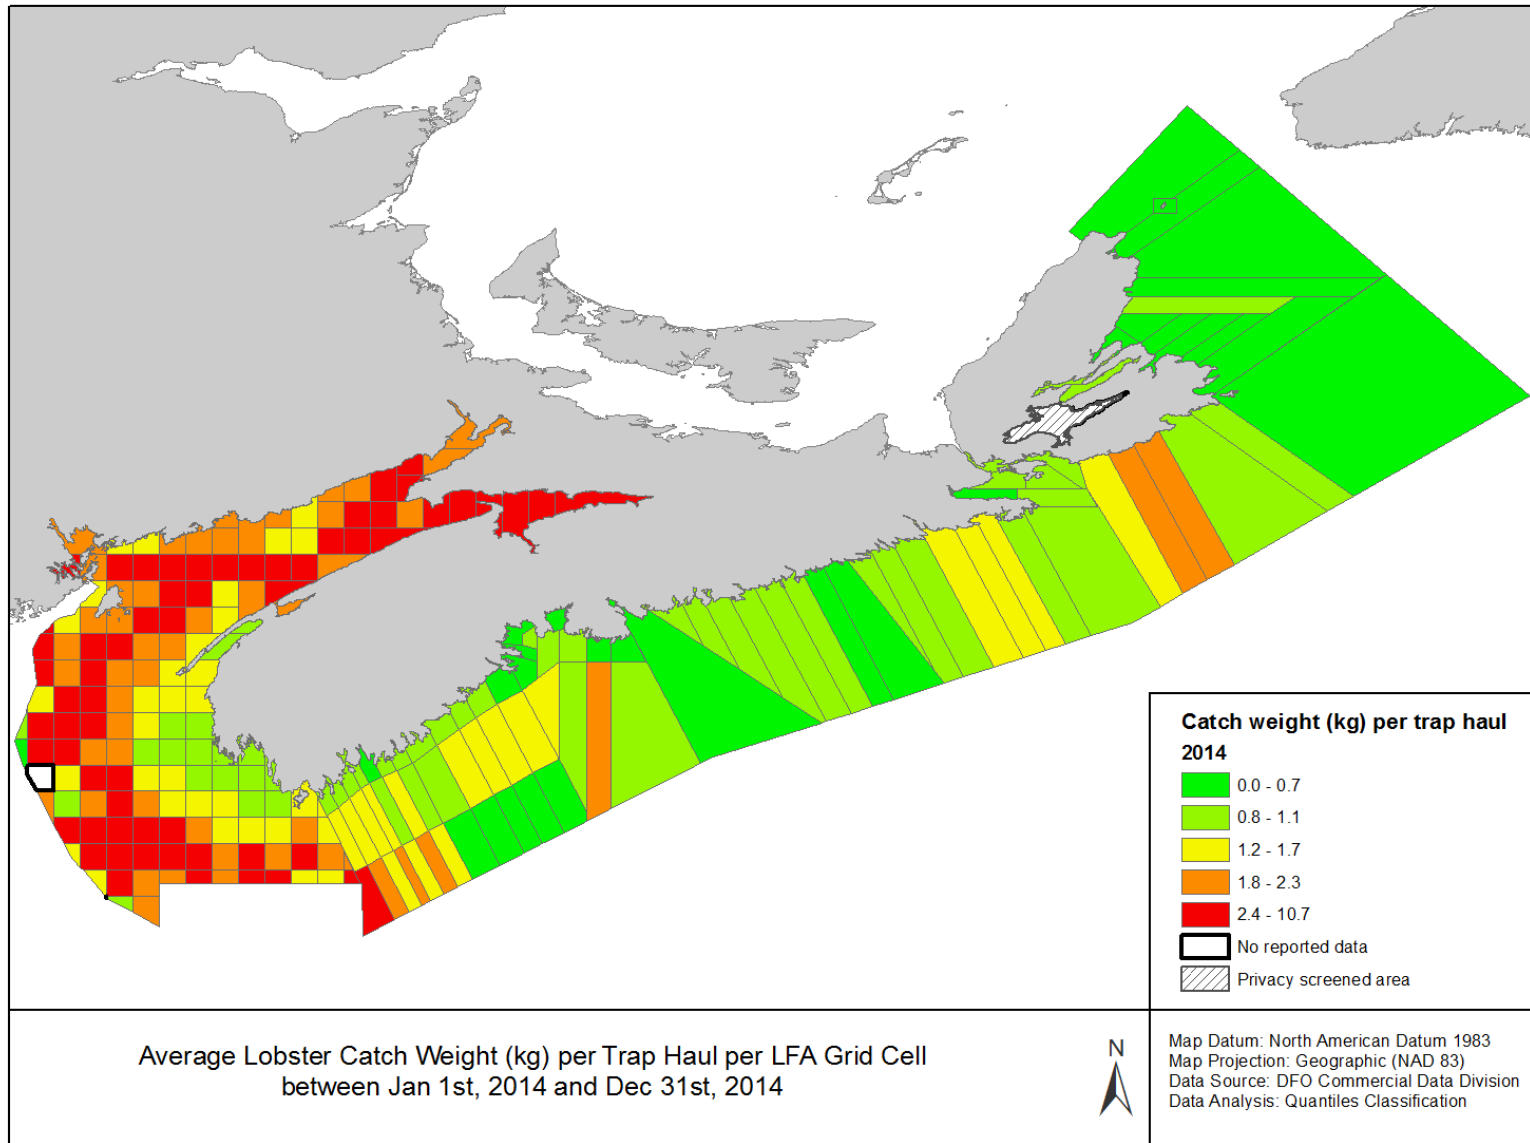 Catch weight (kg) per trap haul
2014
0.0 - 0.7
0.8 - 1.1
1.2 - 1.7
1.8 - 2.3
2.4 - 10.7
No reported data
Privacy screened area
Average Lobster Catch Weight (kg) per Trap Haul per LFA Grid Cell
between Jan 1st, 2014 and Dec 31st, 2014
N
Map Datum: North American Datum 1983
Map Projection: Geographic (NAD 83)
Data Source: DFO Commercial Data Division
Data Analysis: Quantiles Classification